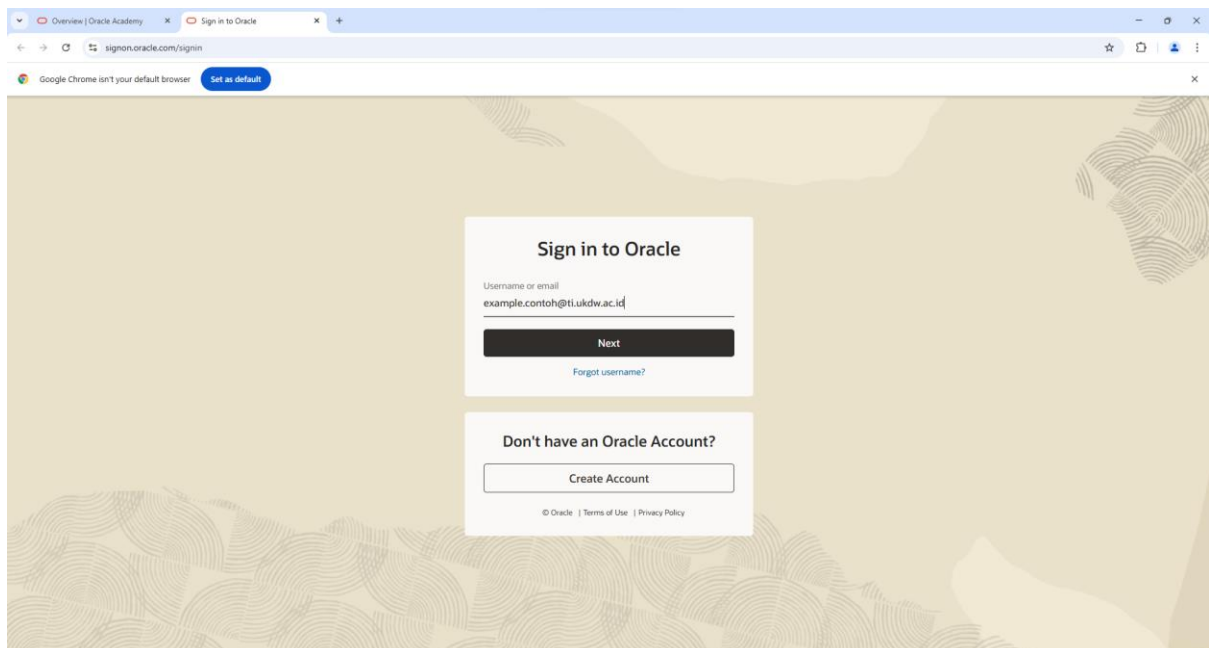 Overview | Oracle Academy
Sign in to Oracle
signon.oracle.com/signin
Google Chrome isn't your default browser
Set as default
Sign in to Oracle
Username or email
example.contoh@ti.ukdw.ac.id
Next
Forgot username?
Don't have an Oracle Account?
Create Account
© Oracle | Terms of Use | Privacy Policy